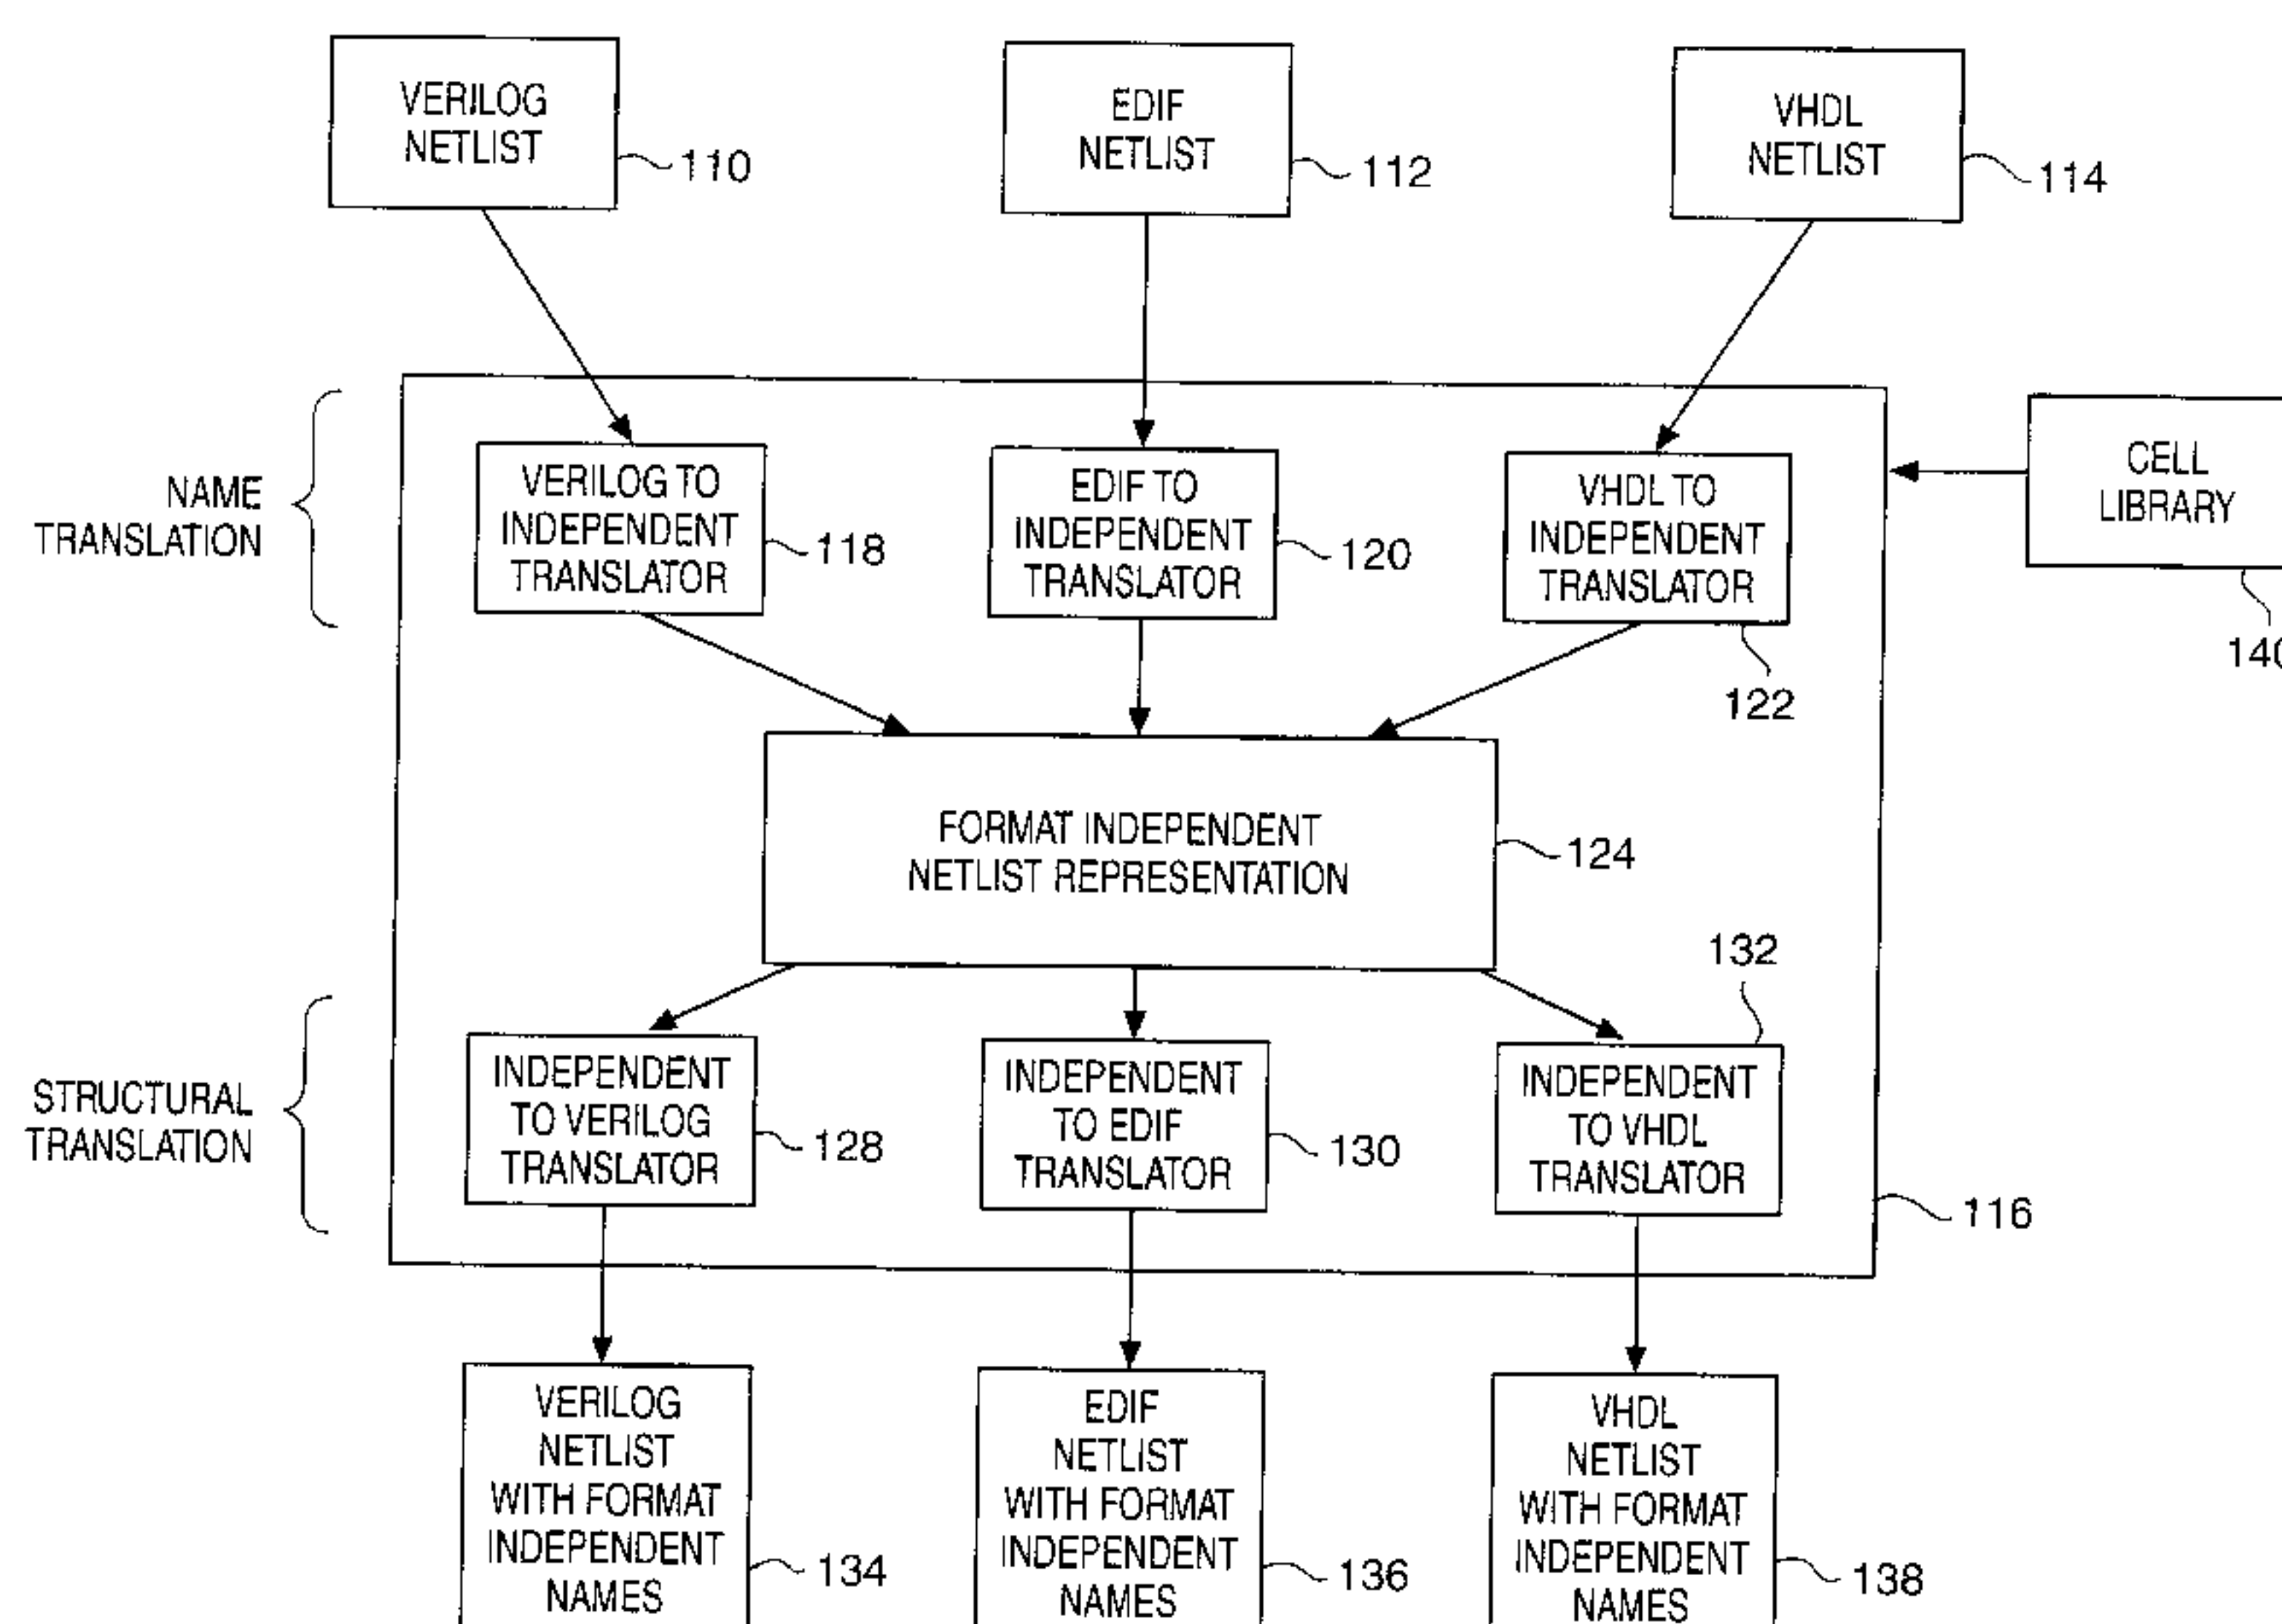 VERILOG
NETLIST
110
EDIF
NETLIST
112
VHDL
NETLIST
114
NAME
TRANSLATION
VERILOG TO
INDEPENDENT
TRANSLATOR
118
EDIF TO
INDEPENDENT
TRANSLATOR
120
VHDL TO
INDEPENDENT
TRANSLATOR
122
CELL
LIBRARY
140
FORMAT INDEPENDENT
NETLIST REPRESENTATION
124
132
STRUCTURAL
TRANSLATION
INDEPENDENT
TO VERILOG
TRANSLATOR
128
INDEPENDENT
TO EDIF
TRANSLATOR
130
INDEPENDENT
TO VHDL
TRANSLATOR
116
VERILOG
NETLIST
WITH FORMAT
INDEPENDENT
NAMES
134
EDIF
NETLIST
WITH FORMAT
INDEPENDENT
NAMES
136
VHDL
NETLIST
WITH FORMAT
INDEPENDENT
NAMES
138